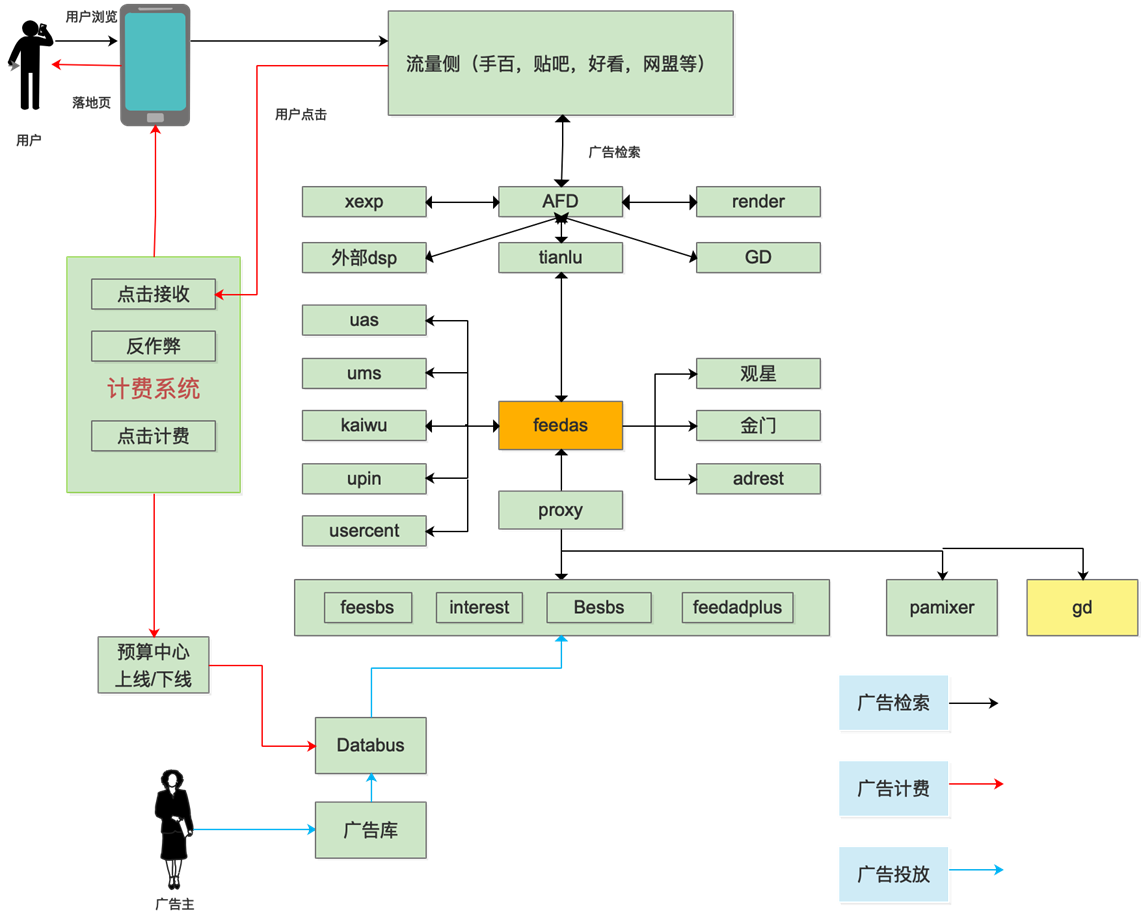 用户浏览
流量侧（手百，贴吧，好看，网盟等）
落地页
用户点击
用户
广告检索
xexp
AFD
render
外部dsp
tianlu
GD
点击接收
反作弊
计费系统
点击计费
uas
ums
kaiwu
upin
usercent
feedas
观星
金门
adrest
proxy
feesbs
interest
Besbs
feedadplus
pamixer
gd
预算中心
上线/下线
Databus
广告库
广告主
广告检索
广告计费
广告投放